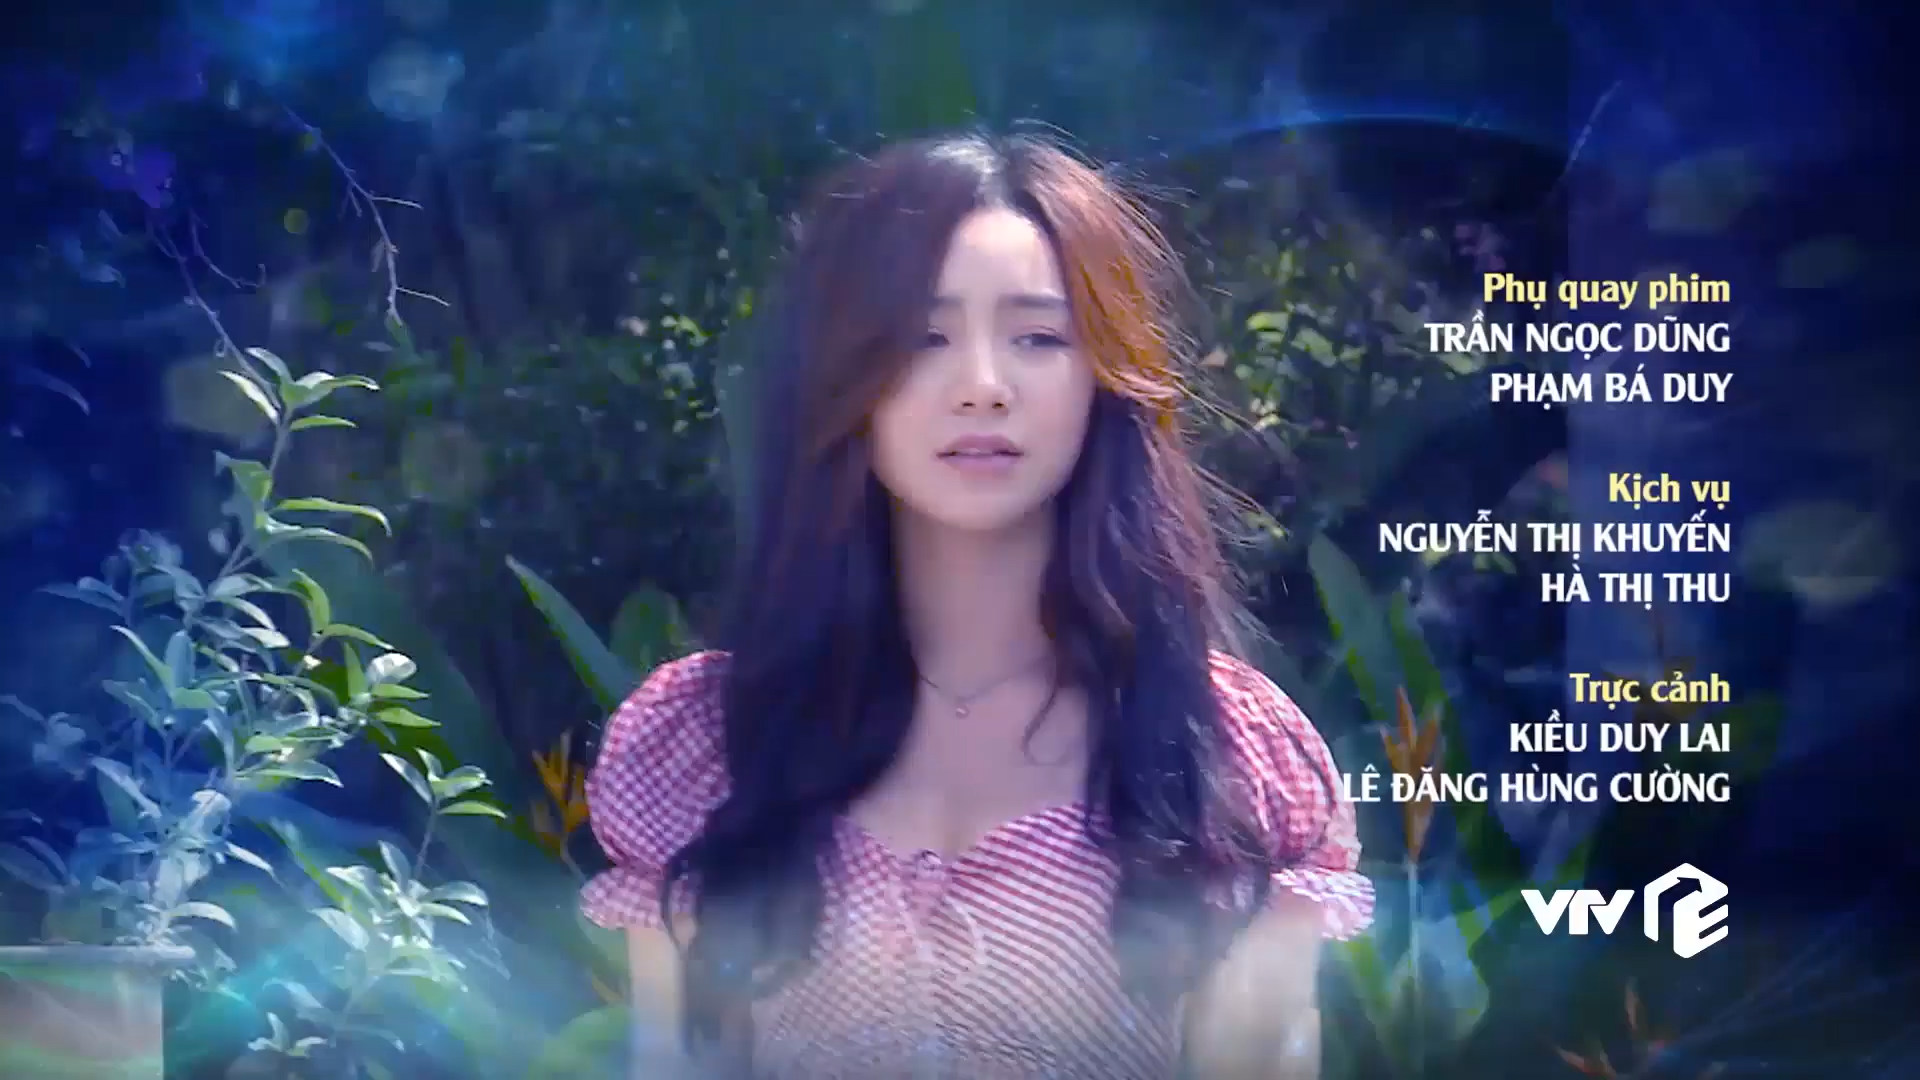 Phụ quay phim
TRẦN NGỌC DŨNG
PHẠM BÁ DUY
Kịch vụ
NGUYỄN THỊ KHUYẾN
HÀ THỊ THU
Trực cảnh
KIỀU DUY LAI
LÊ ĐĂNG HÙNG CƯỜNG
VTV